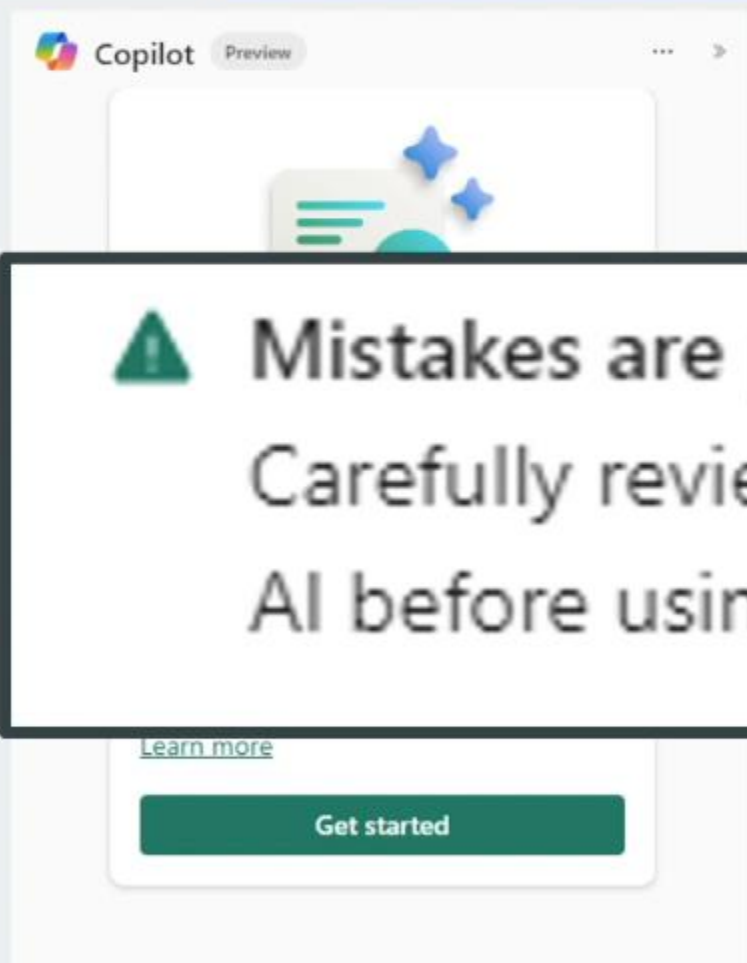 Copilot Preview
Mistakes are
Carefully revie
AI before usin
Learn more
Get started